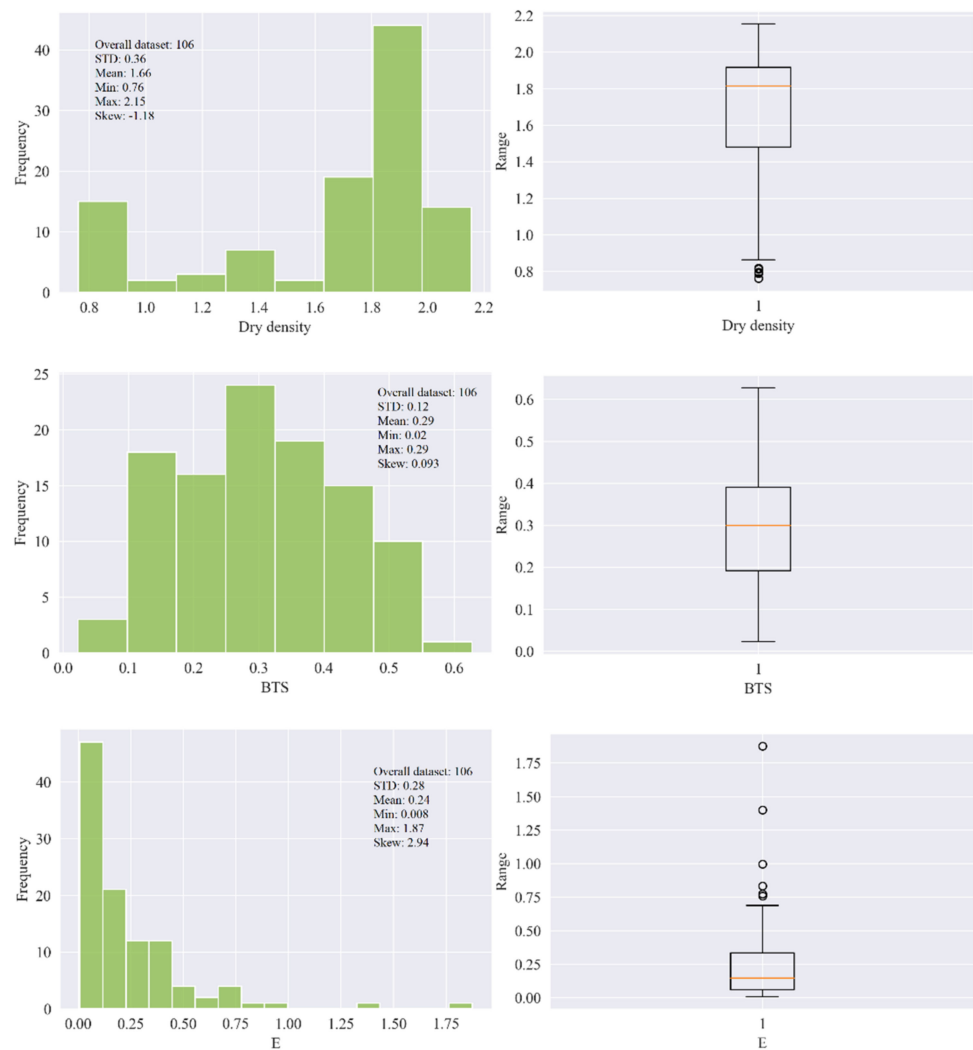 Overall dataset: 106
STD: 0.36
Mean: 1.66
Min: 0.76
Max: 2.15
Skew: -1.18
Frequency
40
30
20
10
0
0.8 1.0 1.2 1.4 1.6 1.8 2.0 2.2
Dry density
Range
2.2
2.0
1.8
1.6
1.4
1.2
1.0
0.8
1
Dry density
Overall dataset: 106
STD: 0.12
Mean: 0.29
Min: 0.02
Max: 0.29
Skew: 0.093
Frequency
25
20
15
10
5
0
0.0 0.1 0.2 0.3 0.4 0.5 0.6
BTS
Range
0.6
0.5
0.4
0.3
0.2
0.1
0.0
1
BTS
Overall dataset: 106
STD: 0.28
Mean: 0.24
Min: 0.008
Max: 1.87
Skew: 2.94
Frequency
40
30
20
10
0
0.00 0.25 0.50 0.75 1.00 1.25 1.50 1.75
E
Range
1.75
1.50
1.25
1.00
0.75
0.50
0.25
0.00
1
E